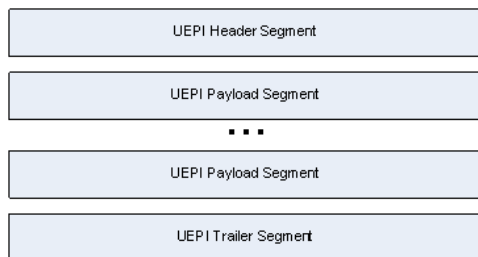 UEPI Header Segment
UEPI Payload Segment
...
UEPI Payload Segment
UEPI Trailer Segment